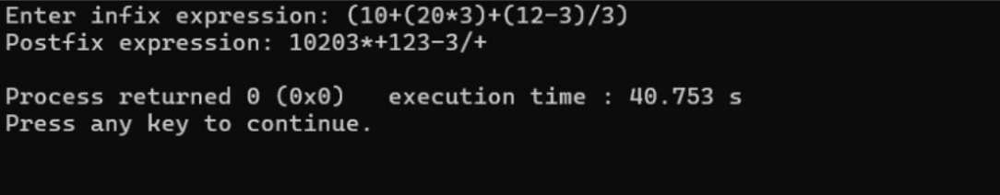 Enter infix expression: (10+(20*3)+(12-3)/3)
Postfix expression: 10203*+123-3/+
Process returned 0 (0x0)   execution time : 40.753 s
Press any key to continue.